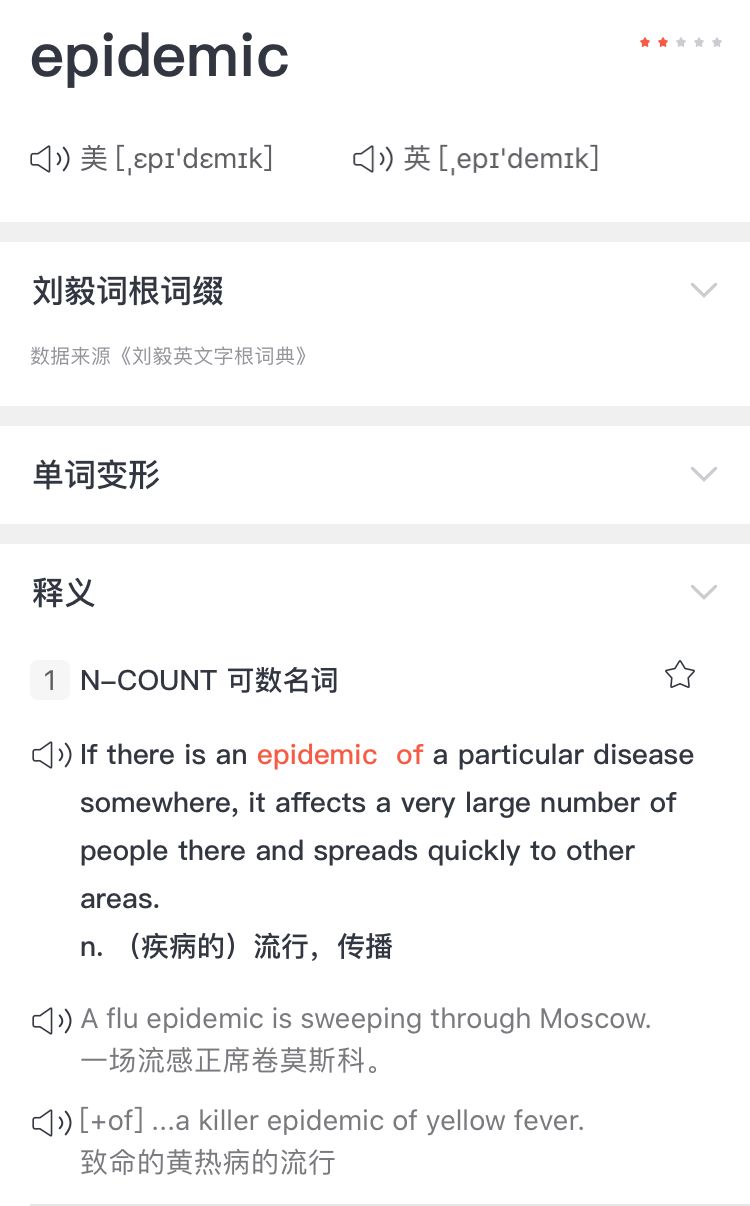 epidemic
美 [ˌɛpɪ'dɛmɪk] 英 [ˌepɪ'demɪk]
刘毅词根词缀
数据来源《刘毅英文字根词典》
单词变形
释义
1 N–COUNT 可数名词
If there is an epidemic of a particular disease
somewhere, it affects a very large number of
people there and spreads quickly to other
areas.
n. （疾病的）流行，传播
A flu epidemic is sweeping through Moscow.
一场流感正席卷莫斯科。
[+of] ...a killer epidemic of yellow fever.
致命的黄热病的流行